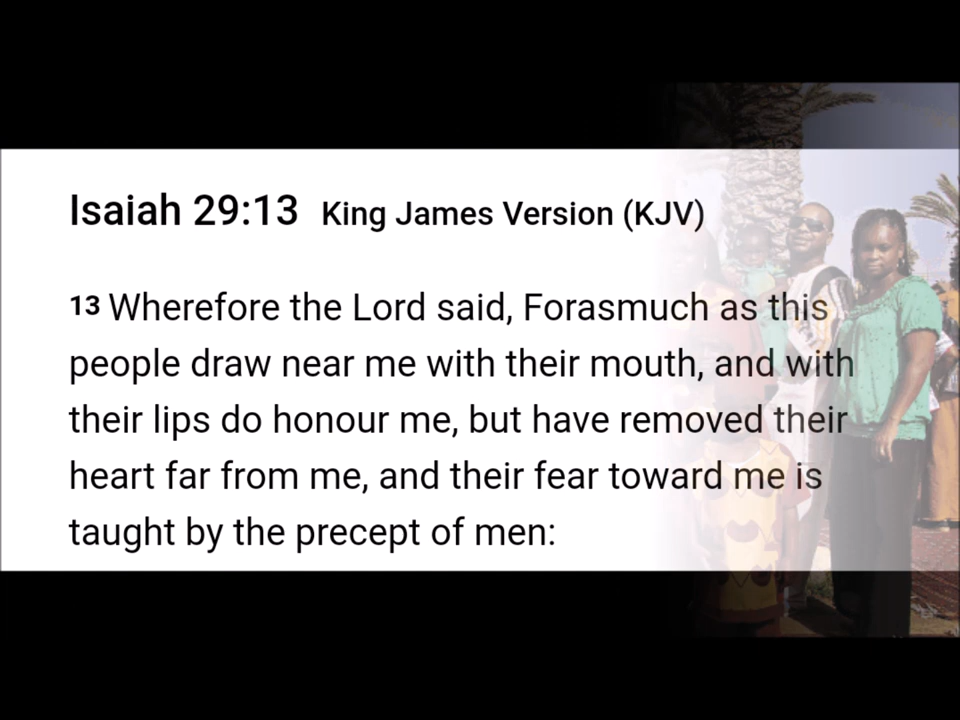 Isaiah 29:13 King James Version (KJV)
13 Wherefore the Lord said, Forasmuch as this
people draw near me with their mouth, and with
their lips do honour me, but have removed their
heart far from me, and their fear toward me is
taught by the precept of men: